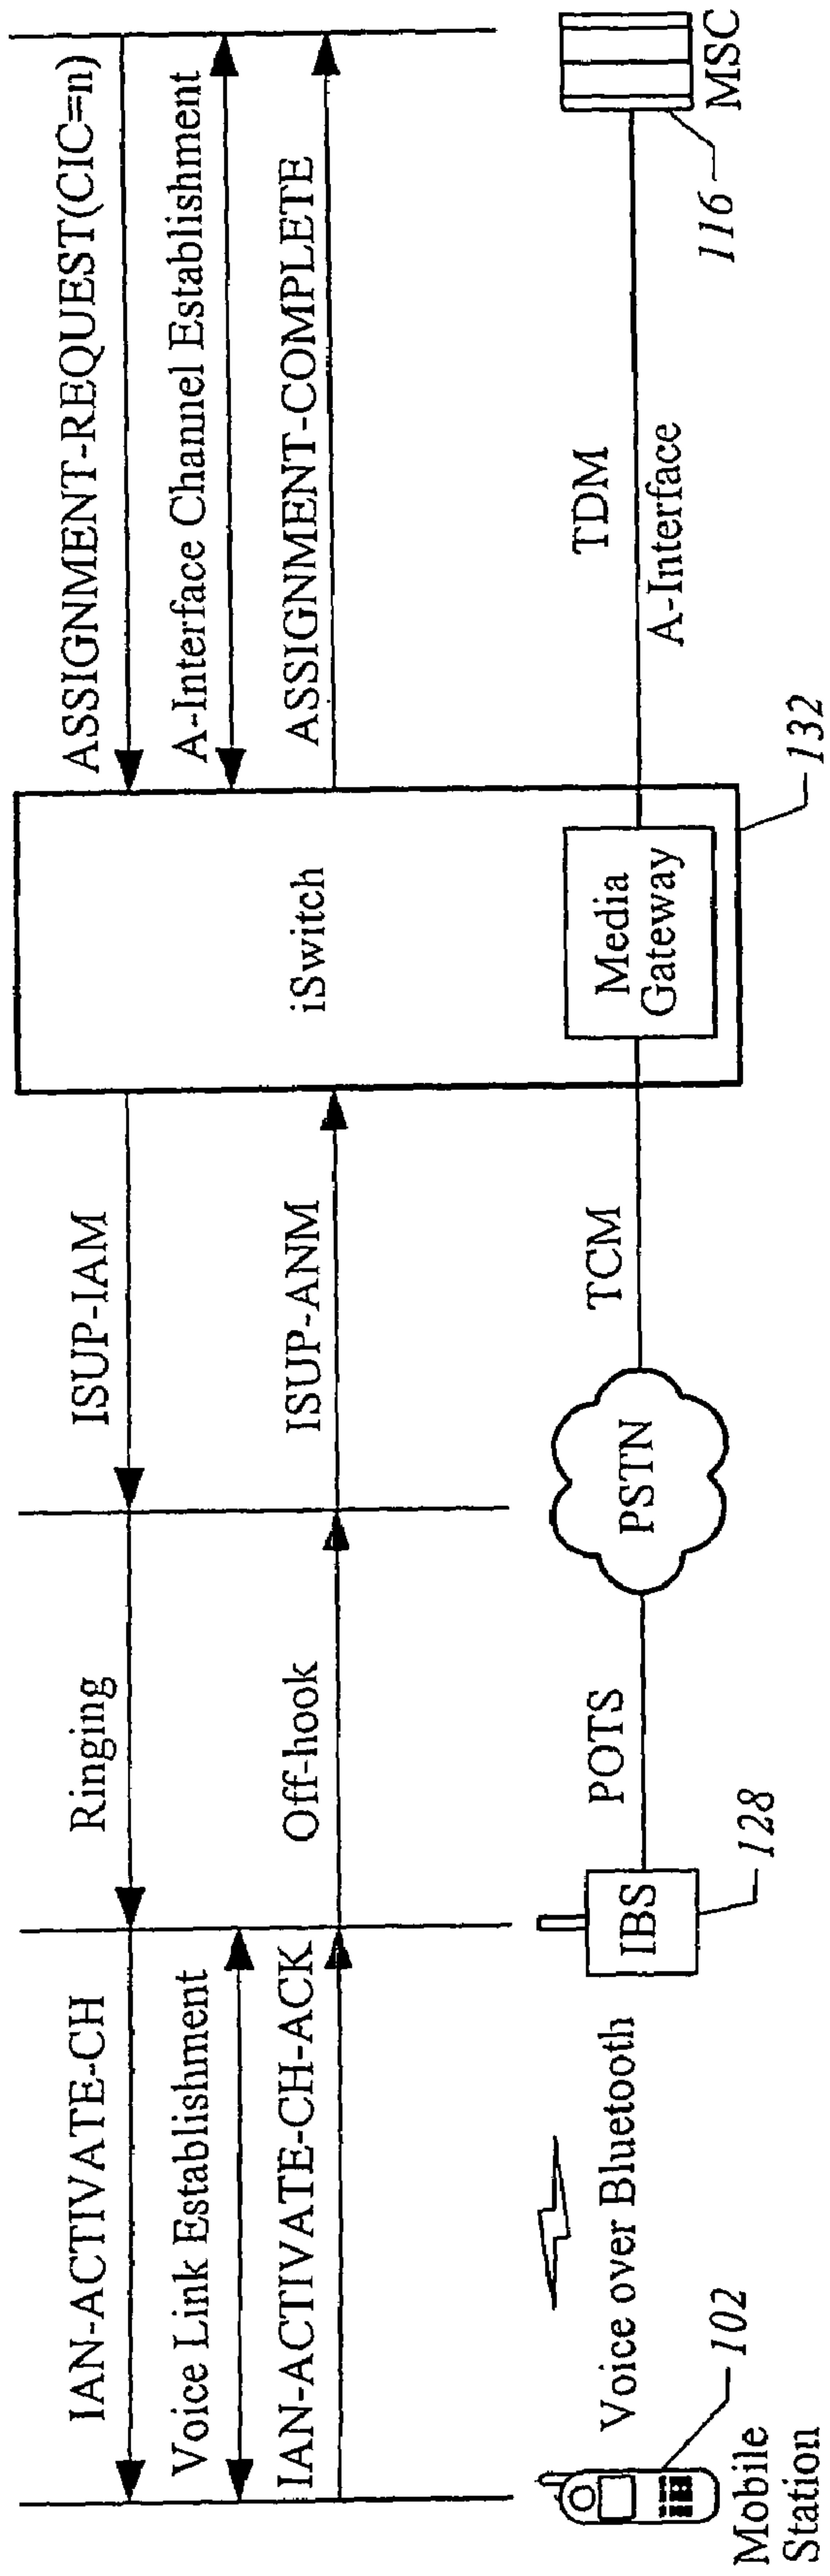 IAN-ACTIVATE-CH
Ringing
ISUP-IAM
ASSIGNMENT-REQUEST(CIC=n)
Voice Link Establishment
A-Interface Channel Establishment
IAN-ACTIVATE-CH-ACK
Off-hook
ISUP-ANM
iSwitch
ASSIGNMENT-COMPLETE
Voice over Bluetooth
POTS
TCM
TDM
IBS
PSTN
Media
Gateway
A-Interface
MSC
102
128
132
116
Mobile
Station